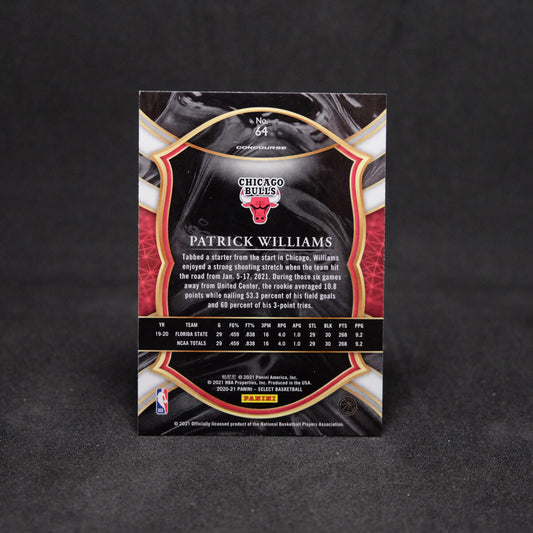 No.
64
CONCOURSE
CHICAGO
BULLS
PATRICK WILLIAMS
Tabbed a starter from the start in Chicago, Williams
enjoyed a strong shooting stretch when the team hit
the road from Jan. 5-17, 2021. During those six games
away from United Center, the rookie averaged 10.8
points while nailing 53.3 percent of his field goals
and 60 percent of his 3-point tries.
YR TEAM G FG% FT% 3PM RPG APG STL BLK PTS PPG
19-20 FLORIDA STATE 29 .459 .838 16 4.0 1.0 29 30 268 9.2
NCAA TOTALS 29 .459 .838 16 4.0 1.0 29 30 268 9.2
© 2021 Panini America, Inc.
© 2021 NBA Properties, Inc. Produced in the USA.
2020-21 PANINI – SELECT BASKETBALL
PANINI
NBA
© 2021 Officially licensed product of the National Basketball Players Association.